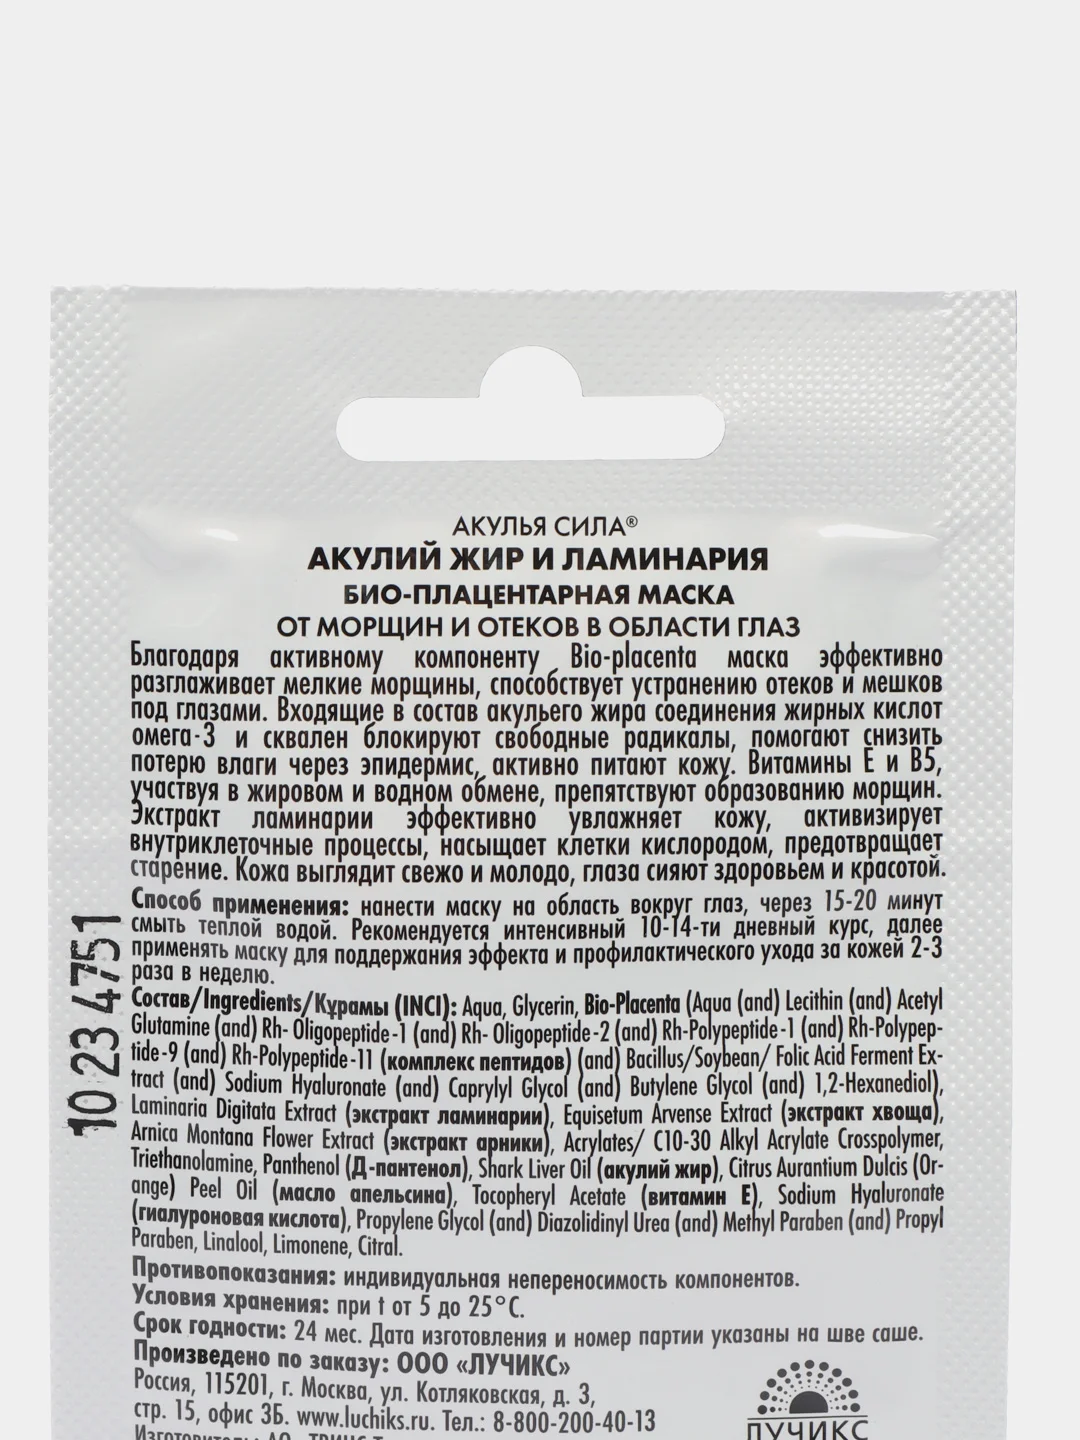 АКУЛЬЯ СИЛА®
АКУЛИЙ ЖИР И ЛАМИНАРИЯ
БИО-ПЛАЦЕНТАРНАЯ МАСКА
ОТ МОРЩИН И ОТЕКОВ В ОБЛАСТИ ГЛАЗ
Благодаря активному компоненту Bio-placenta маска эффективно
разглаживает мелкие морщины, способствует устранению отеков и мешков
под глазами. Входящие в состав акульего жира соединения жирных кислот
омега-3 и сквален блокируют свободные радикалы, помогают снизить
потерю влаги через эпидермис, активно питают кожу. Витамины Е и В5,
участвуя в жировом и водном обмене, препятствуют образованию морщин.
Экстракт ламинарии эффективно увлажняет кожу, активизирует
внутриклеточные процессы, насыщает клетки кислородом, предотвращает
старение. Кожа выглядит свежо и молодо, глаза сияют здоровьем и красотой.
Способ применения: нанести маску на область вокруг глаз, через 15-20 минут
смыть теплой водой. Рекомендуется интенсивный 10-14-ти дневный курс, далее
применять маску для поддержания эффекта и профилактического ухода за кожей 2-3
раза в неделю.
Состав/Ingredients/Құрамы (INCI): Aqua, Glycerin, Bio-Placenta (Aqua (and) Lecithin (and) Acetyl
Glutamine (and) Rh- Oligopeptide-1 (and) Rh- Oligopeptide-2 (and) Rh-Polypeptide-1 (and) Rh-Polypep-
tide-9 (and) Rh-Polypeptide-11 (комплекс пептидов) (and) Bacillus/Soybean/ Folic Acid Ferment Ex-
tract (and) Sodium Hyaluronate (and) Caprylyl Glycol (and) Butylene Glycol (and) 1,2-Hexanediol),
Laminaria Digitata Extract (экстракт ламинарии), Equisetum Arvense Extract (экстракт хвоща),
Arnica Montana Flower Extract (экстракт арники), Acrylates/ C10-30 Alkyl Acrylate Crosspolymer,
Triethanolamine, Panthenol (Д-пантенол), Shark Liver Oil (акулий жир), Citrus Aurantium Dulcis (Or-
ange) Peel Oil (масло апельсина), Tocopheryl Acetate (витамин Е), Sodium Hyaluronate
(гиалуроновая кислота), Propylene Glycol (and) Diazolidinyl Urea (and) Methyl Paraben (and) Propyl
Paraben, Linalool, Limonene, Citral.
Противопоказания: индивидуальная непереносимость компонентов.
Условия хранения: при t от 5 до 25°С.
Срок годности: 24 мес. Дата изготовления и номер партии указаны на шве саше.
Произведено по заказу: ООО «ЛУЧИКС»
Россия, 115201, г. Москва, ул. Котляковская, д. 3,
стр. 15, офис 3Б. www.luchiks.ru. Тел.: 8-800-200-40-13
ЛУЧИКС
10 23 4751